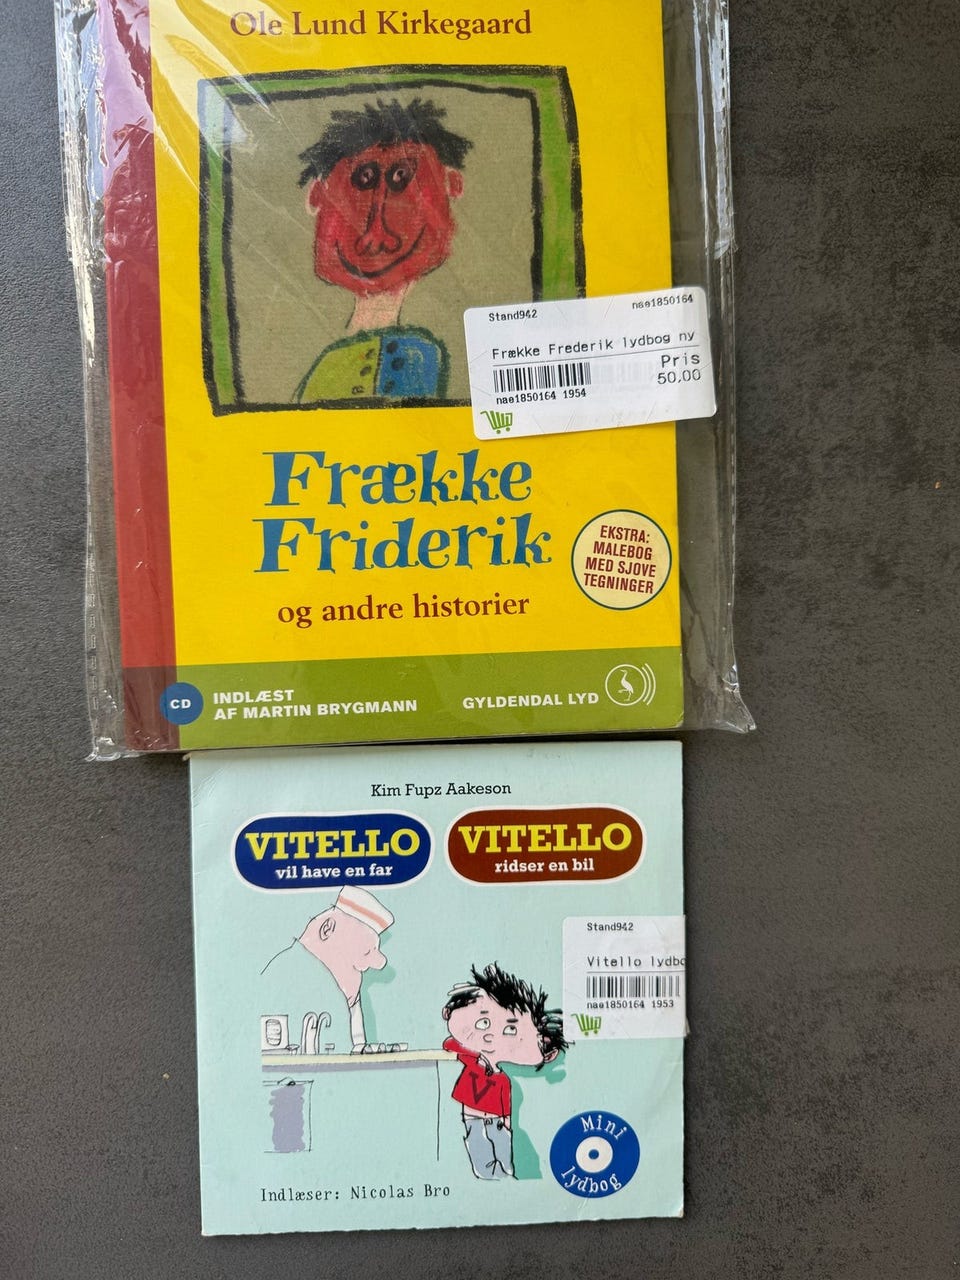 Ole Lund Kirkegaard
Stand942 nae1850164
Frække Frederik lydbog ny
Pris
50.00
nae1850164 1954
Frække
Friderik
og andre historier
EKSTRA:
MALEBOG
MED SJOVE
TEGNINGER
CD
INDLÆST
AF MARTIN BRYGMANN
GYLDENDAL LYD
Kim Fupz Aakeson
VITELLO
vil have en far
VITELLO
ridser en bil
Stand942
Vitello lydbo
nae1850164 1953
V
Mini
lydbog
Indlæser: Nicolas Bro